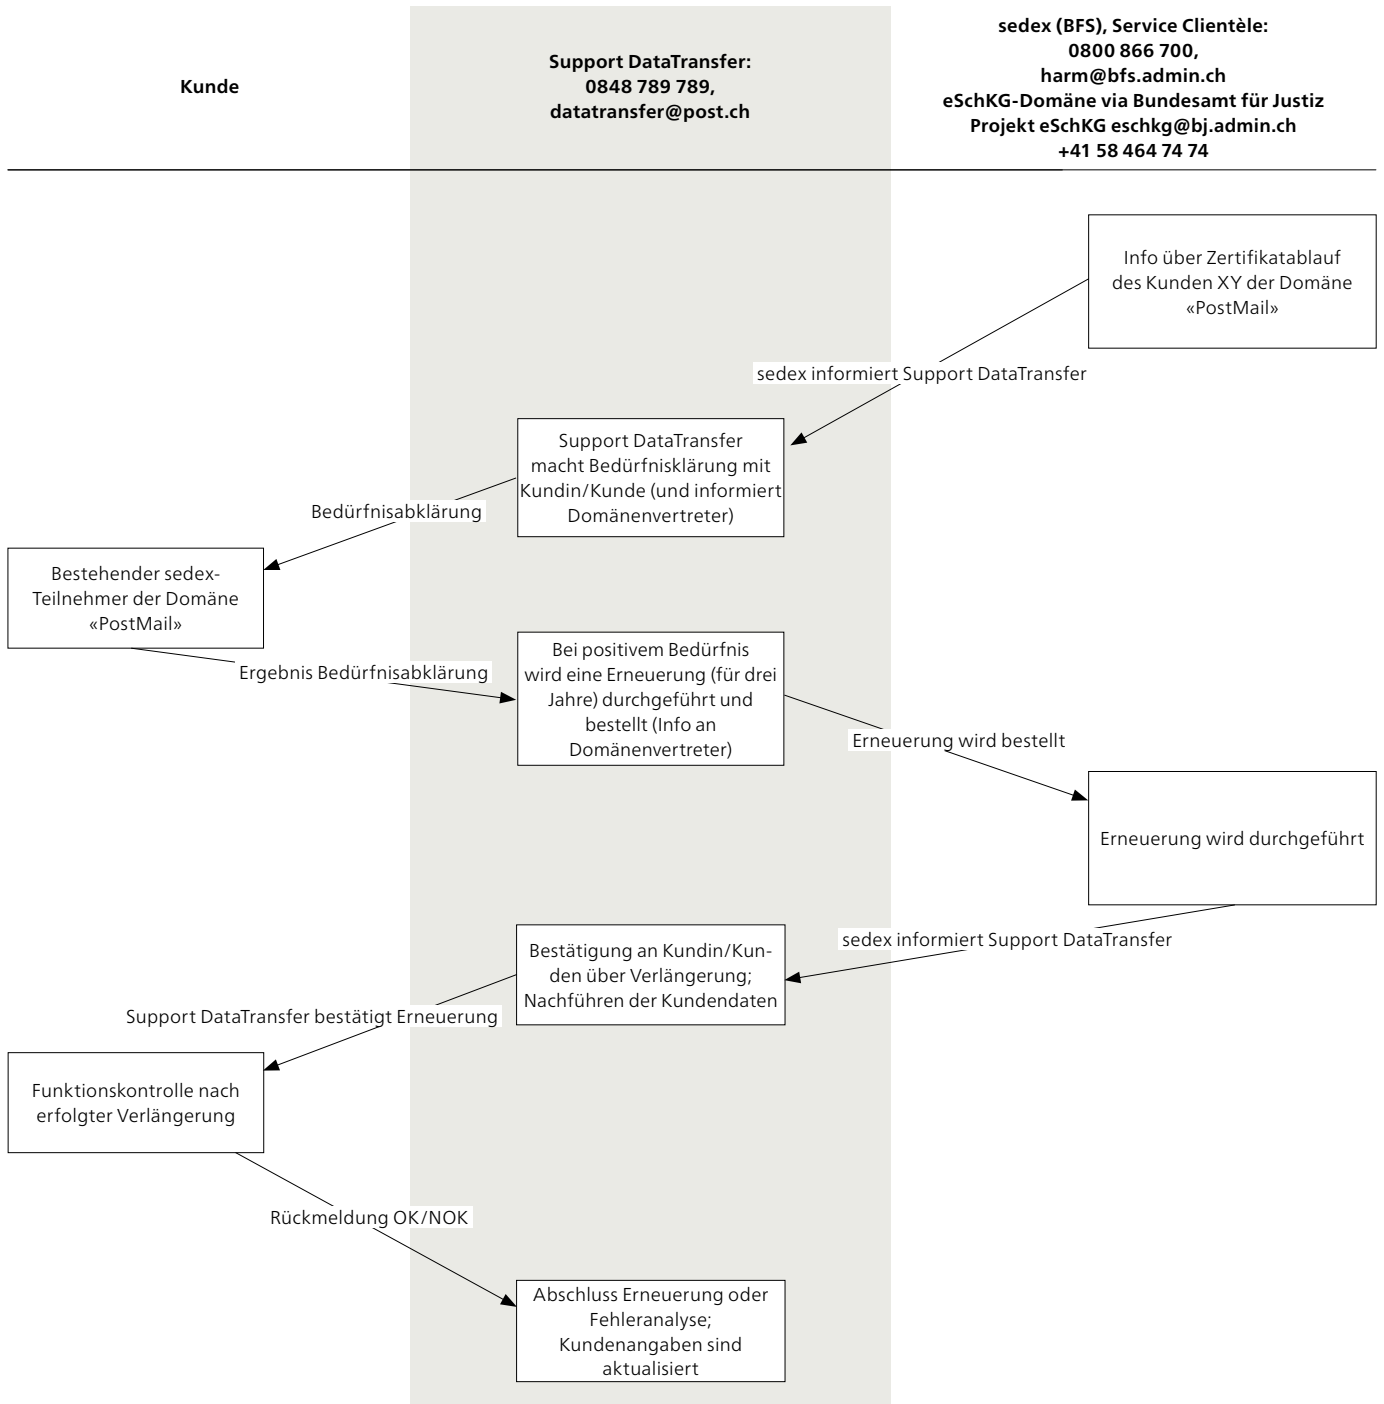 Kunde
Support DataTransfer:
0848 789 789,
datatransfer@post.ch
sedex (BFS), Service Clientèle:
0800 866 700,
harm@bfs.admin.ch
eSchKG-Domäne via Bundesamt für Justiz
Projekt eSchKG eschkg@bj.admin.ch
+41 58 464 74 74
Info über Zertifikatablauf
des Kunden XY der Domäne
«PostMail»
sedex informiert Support DataTransfer
Support DataTransfer
macht Bedürfnisklärung mit
Kundin/Kunde (und informiert
Domänenvertreter)
Bedürfnisabklärung
Bestehender sedex-
Teilnehmer der Domäne
«PostMail»
Ergebnis Bedürfnisabklärung
Bei positivem Bedürfnis
wird eine Erneuerung (für drei
Jahre) durchgeführt und
bestellt (Info an
Domänenvertreter)
Erneuerung wird bestellt
Erneuerung wird durchgeführt
sedex informiert Support DataTransfer
Bestätigung an Kundin/Kun-
den über Verlängerung;
Nachführen der Kundendaten
Support DataTransfer bestätigt Erneuerung
Funktionskontrolle nach
erfolgter Verlängerung
Rückmeldung OK/NOK
Abschluss Erneuerung oder
Fehleranalyse;
Kundenangaben sind
aktualisiert